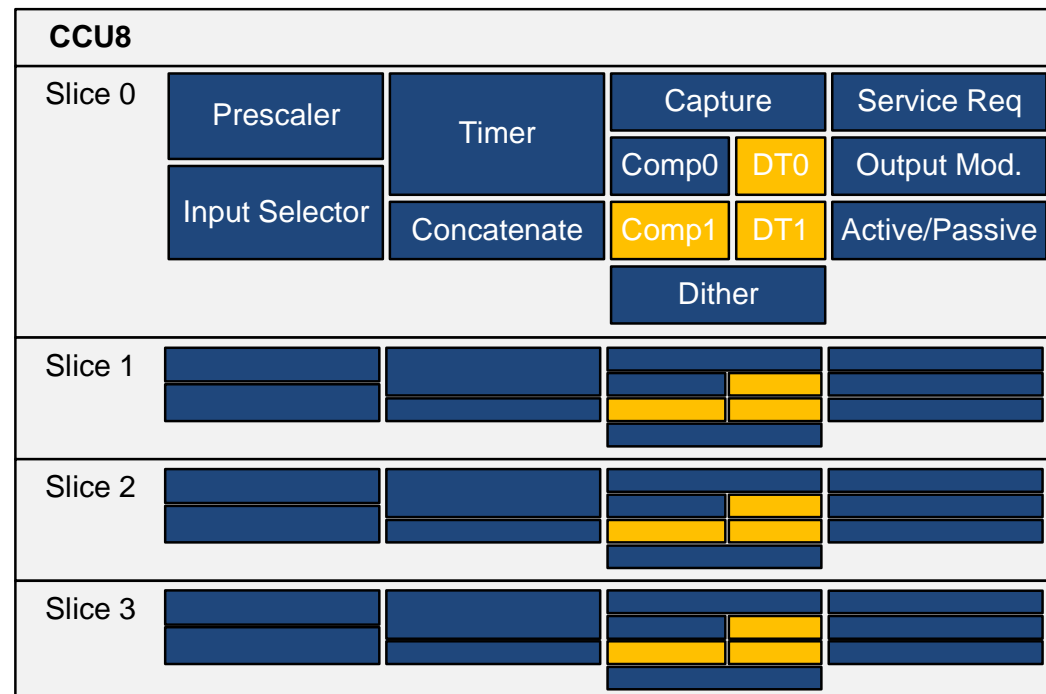 CCU8
Slice 0
Prescaler
Timer
Capture
Service Req
Comp0
DT0
Output Mod.
Input Selector
Concatenate
Comp1
DT1
Active/Passive
Dither
Slice 1
Slice 2
Slice 3